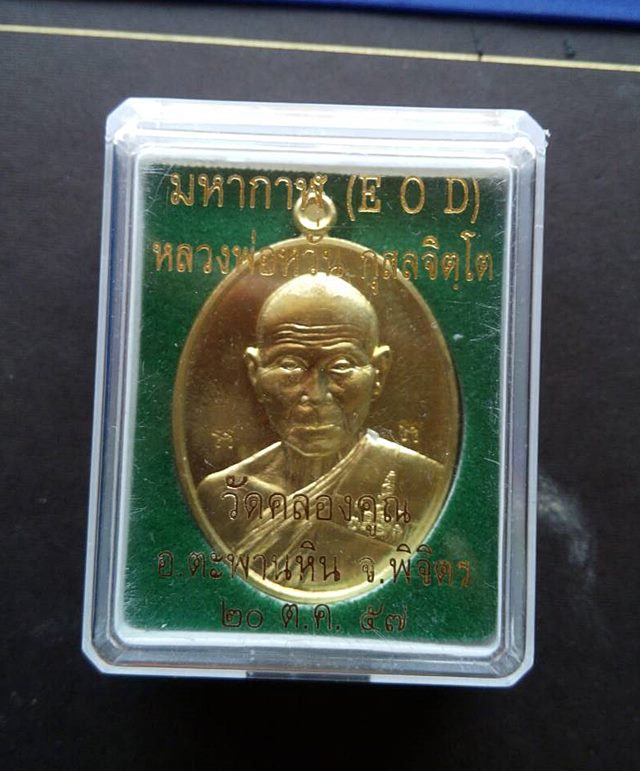 มหากาฬ (E O D)
หลวงพ่อหวั่น กุสลจิตฺโต
วัดคลองคูณ
อ.ตะพานหิน จ.พิจิตร
๒๐ ต.ค. ๕๗